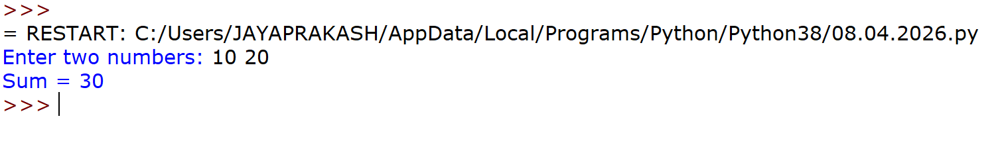 >>>
= RESTART: C:/Users/JAYAPRAKASH/AppData/Local/Programs/Python/Python38/08.04.2026.py
Enter two numbers: 10 20
Sum = 30
>>>